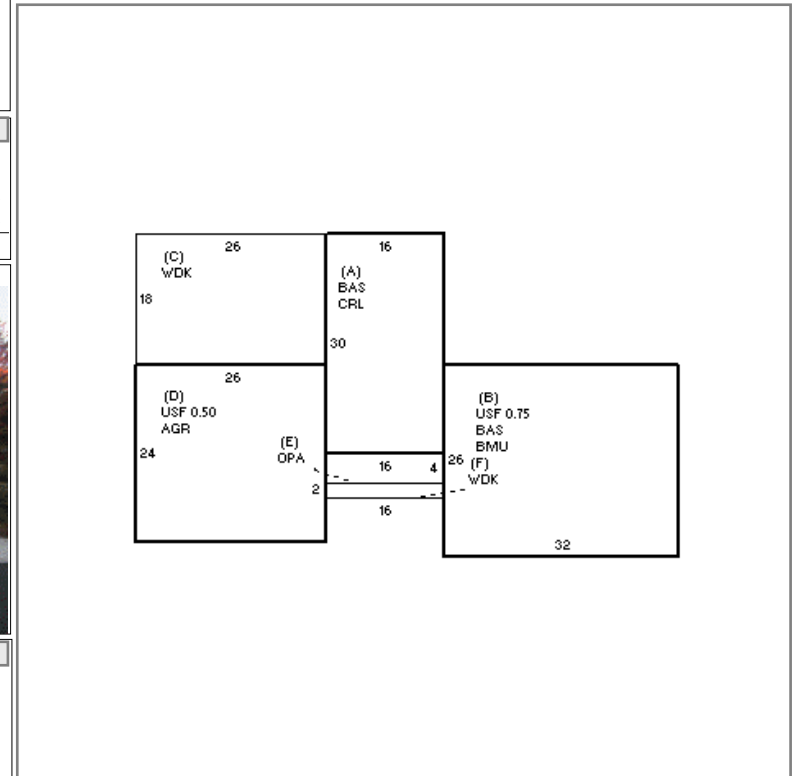 26
(C)
WDK
18
16
(A)
BAS
CRL
30
26
(D)
USF 0.50
AGR
24
(E)
OPA
16
4
2
16
(B)
USF 0.75
BAS
BMU
26
(F)
WDK
32